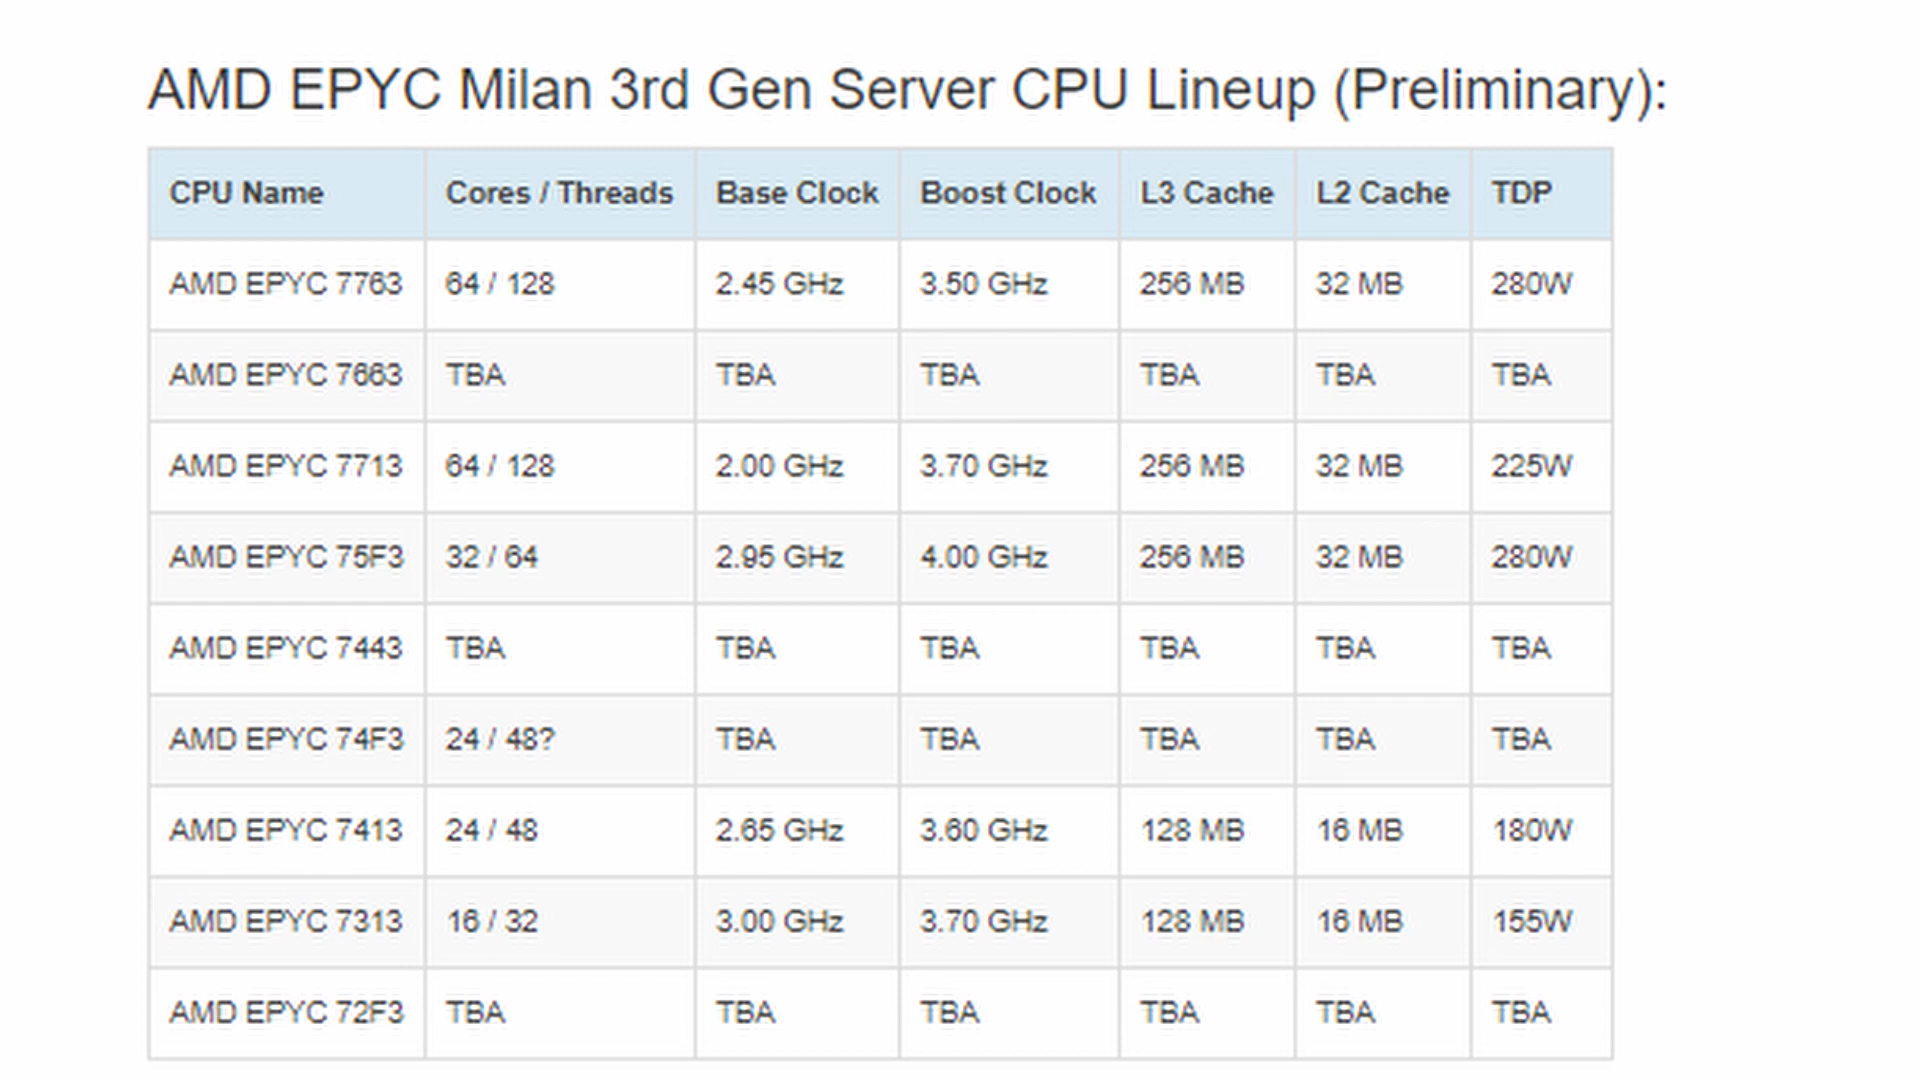 AMD EPYC Milan 3rd Gen Server CPU Lineup (Preliminary):
CPU Name Cores / Threads Base Clock Boost Clock L3 Cache L2 Cache TDP
AMD EPYC 7763 64 / 128 2.45 GHz 3.50 GHz 256 MB 32 MB 280W
AMD EPYC 7663 TBA TBA TBA TBA TBA TBA
AMD EPYC 7713 64 / 128 2.00 GHz 3.70 GHz 256 MB 32 MB 225W
AMD EPYC 75F3 32 / 64 2.95 GHz 4.00 GHz 256 MB 32 MB 280W
AMD EPYC 7443 TBA TBA TBA TBA TBA TBA
AMD EPYC 74F3 24 / 48? TBA TBA TBA TBA TBA
AMD EPYC 7413 24 / 48 2.65 GHz 3.60 GHz 128 MB 16 MB 180W
AMD EPYC 7313 16 / 32 3.00 GHz 3.70 GHz 128 MB 16 MB 155W
AMD EPYC 72F3 TBA TBA TBA TBA TBA TBA